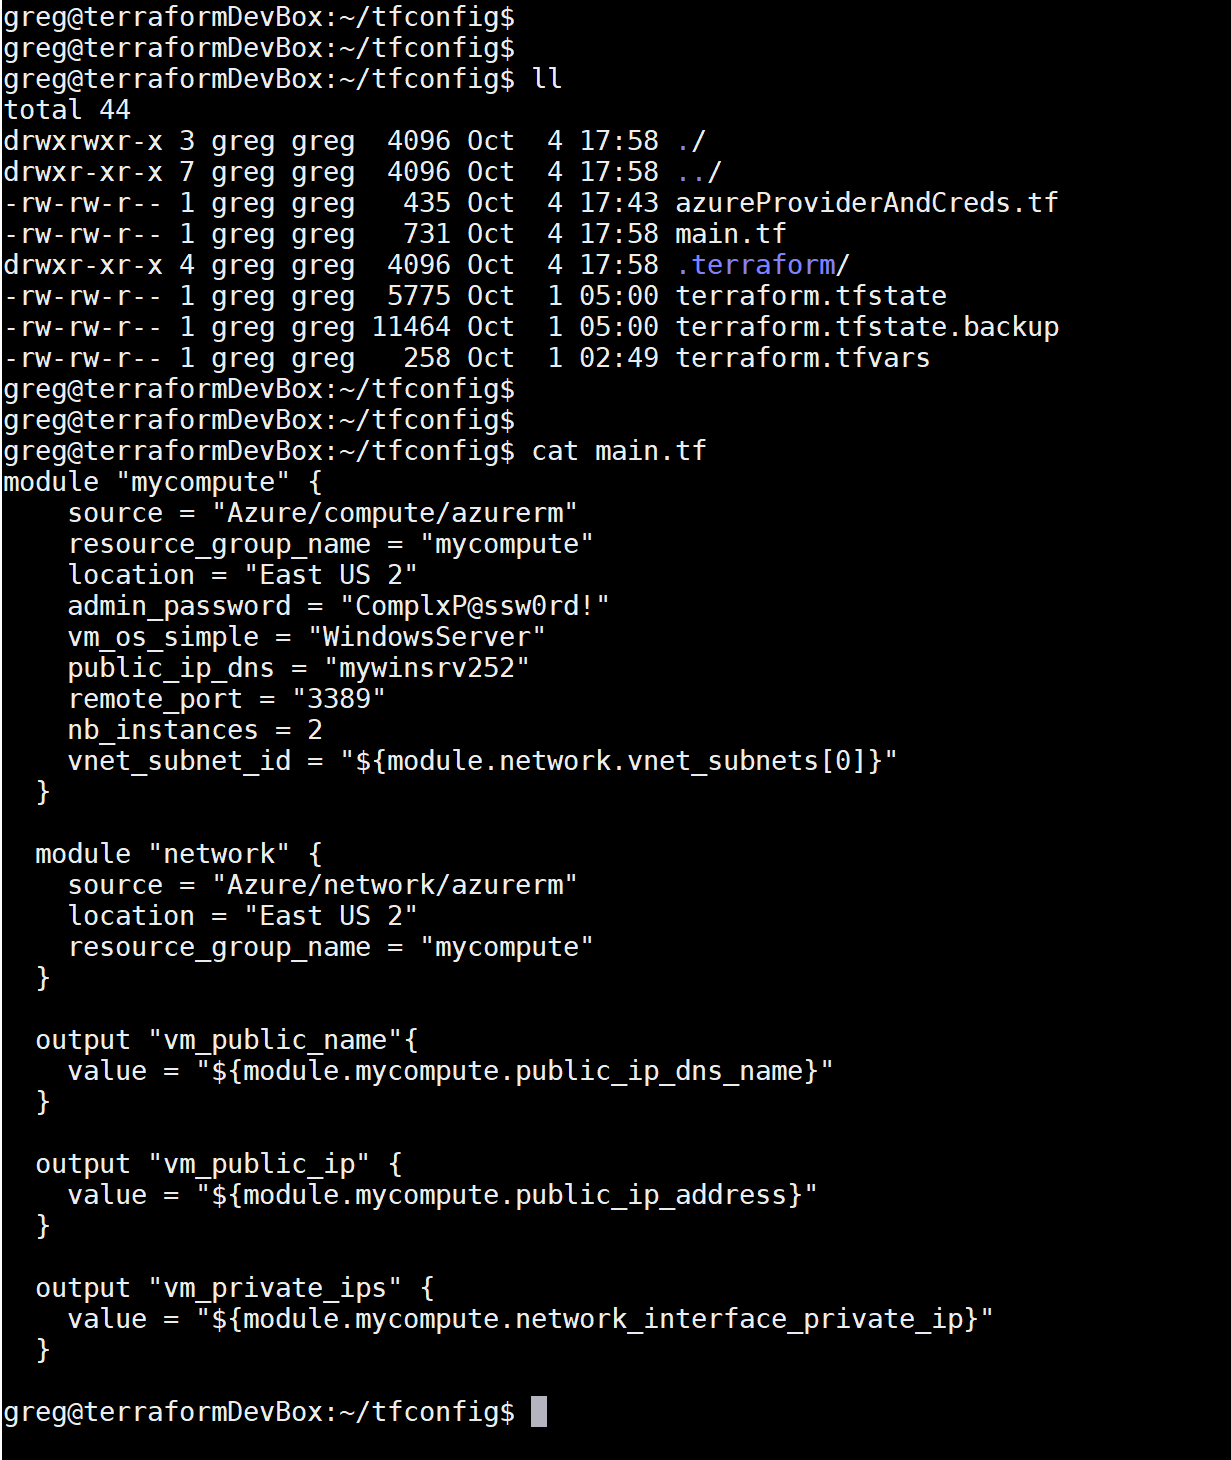 greg@terraformDevBox:~/tfconfig$
greg@terraformDevBox:~/tfconfig$
greg@terraformDevBox:~/tfconfig$ ll
total 44
drwxrwxr-x 3 greg greg  4096 Oct  4 17:58 ./
drwxr-xr-x 7 greg greg  4096 Oct  4 17:58 ../
-rw-rw-r-- 1 greg greg   435 Oct  4 17:43 azureProviderAndCreds.tf
-rw-rw-r-- 1 greg greg   731 Oct  4 17:58 main.tf
drwxr-xr-x 4 greg greg  4096 Oct  4 17:58 .terraform/
-rw-rw-r-- 1 greg greg  5775 Oct  1 05:00 terraform.tfstate
-rw-rw-r-- 1 greg greg 11464 Oct  1 05:00 terraform.tfstate.backup
-rw-rw-r-- 1 greg greg   258 Oct  1 02:49 terraform.tfvars
greg@terraformDevBox:~/tfconfig$
greg@terraformDevBox:~/tfconfig$
greg@terraformDevBox:~/tfconfig$ cat main.tf
module "mycompute" {
    source = "Azure/compute/azurerm"
    resource_group_name = "mycompute"
    location = "East US 2"
    admin_password = "ComplxP@ssw0rd!"
    vm_os_simple = "WindowsServer"
    public_ip_dns = "mywinsrv252"
    remote_port = "3389"
    nb_instances = 2
    vnet_subnet_id = "${module.network.vnet_subnets[0]}"
  }

  module "network" {
    source = "Azure/network/azurerm"
    location = "East US 2"
    resource_group_name = "mycompute"
  }

  output "vm_public_name"{
    value = "${module.mycompute.public_ip_dns_name}"
  }

  output "vm_public_ip" {
    value = "${module.mycompute.public_ip_address}"
  }

  output "vm_private_ips" {
    value = "${module.mycompute.network_interface_private_ip}"
  }

greg@terraformDevBox:~/tfconfig$